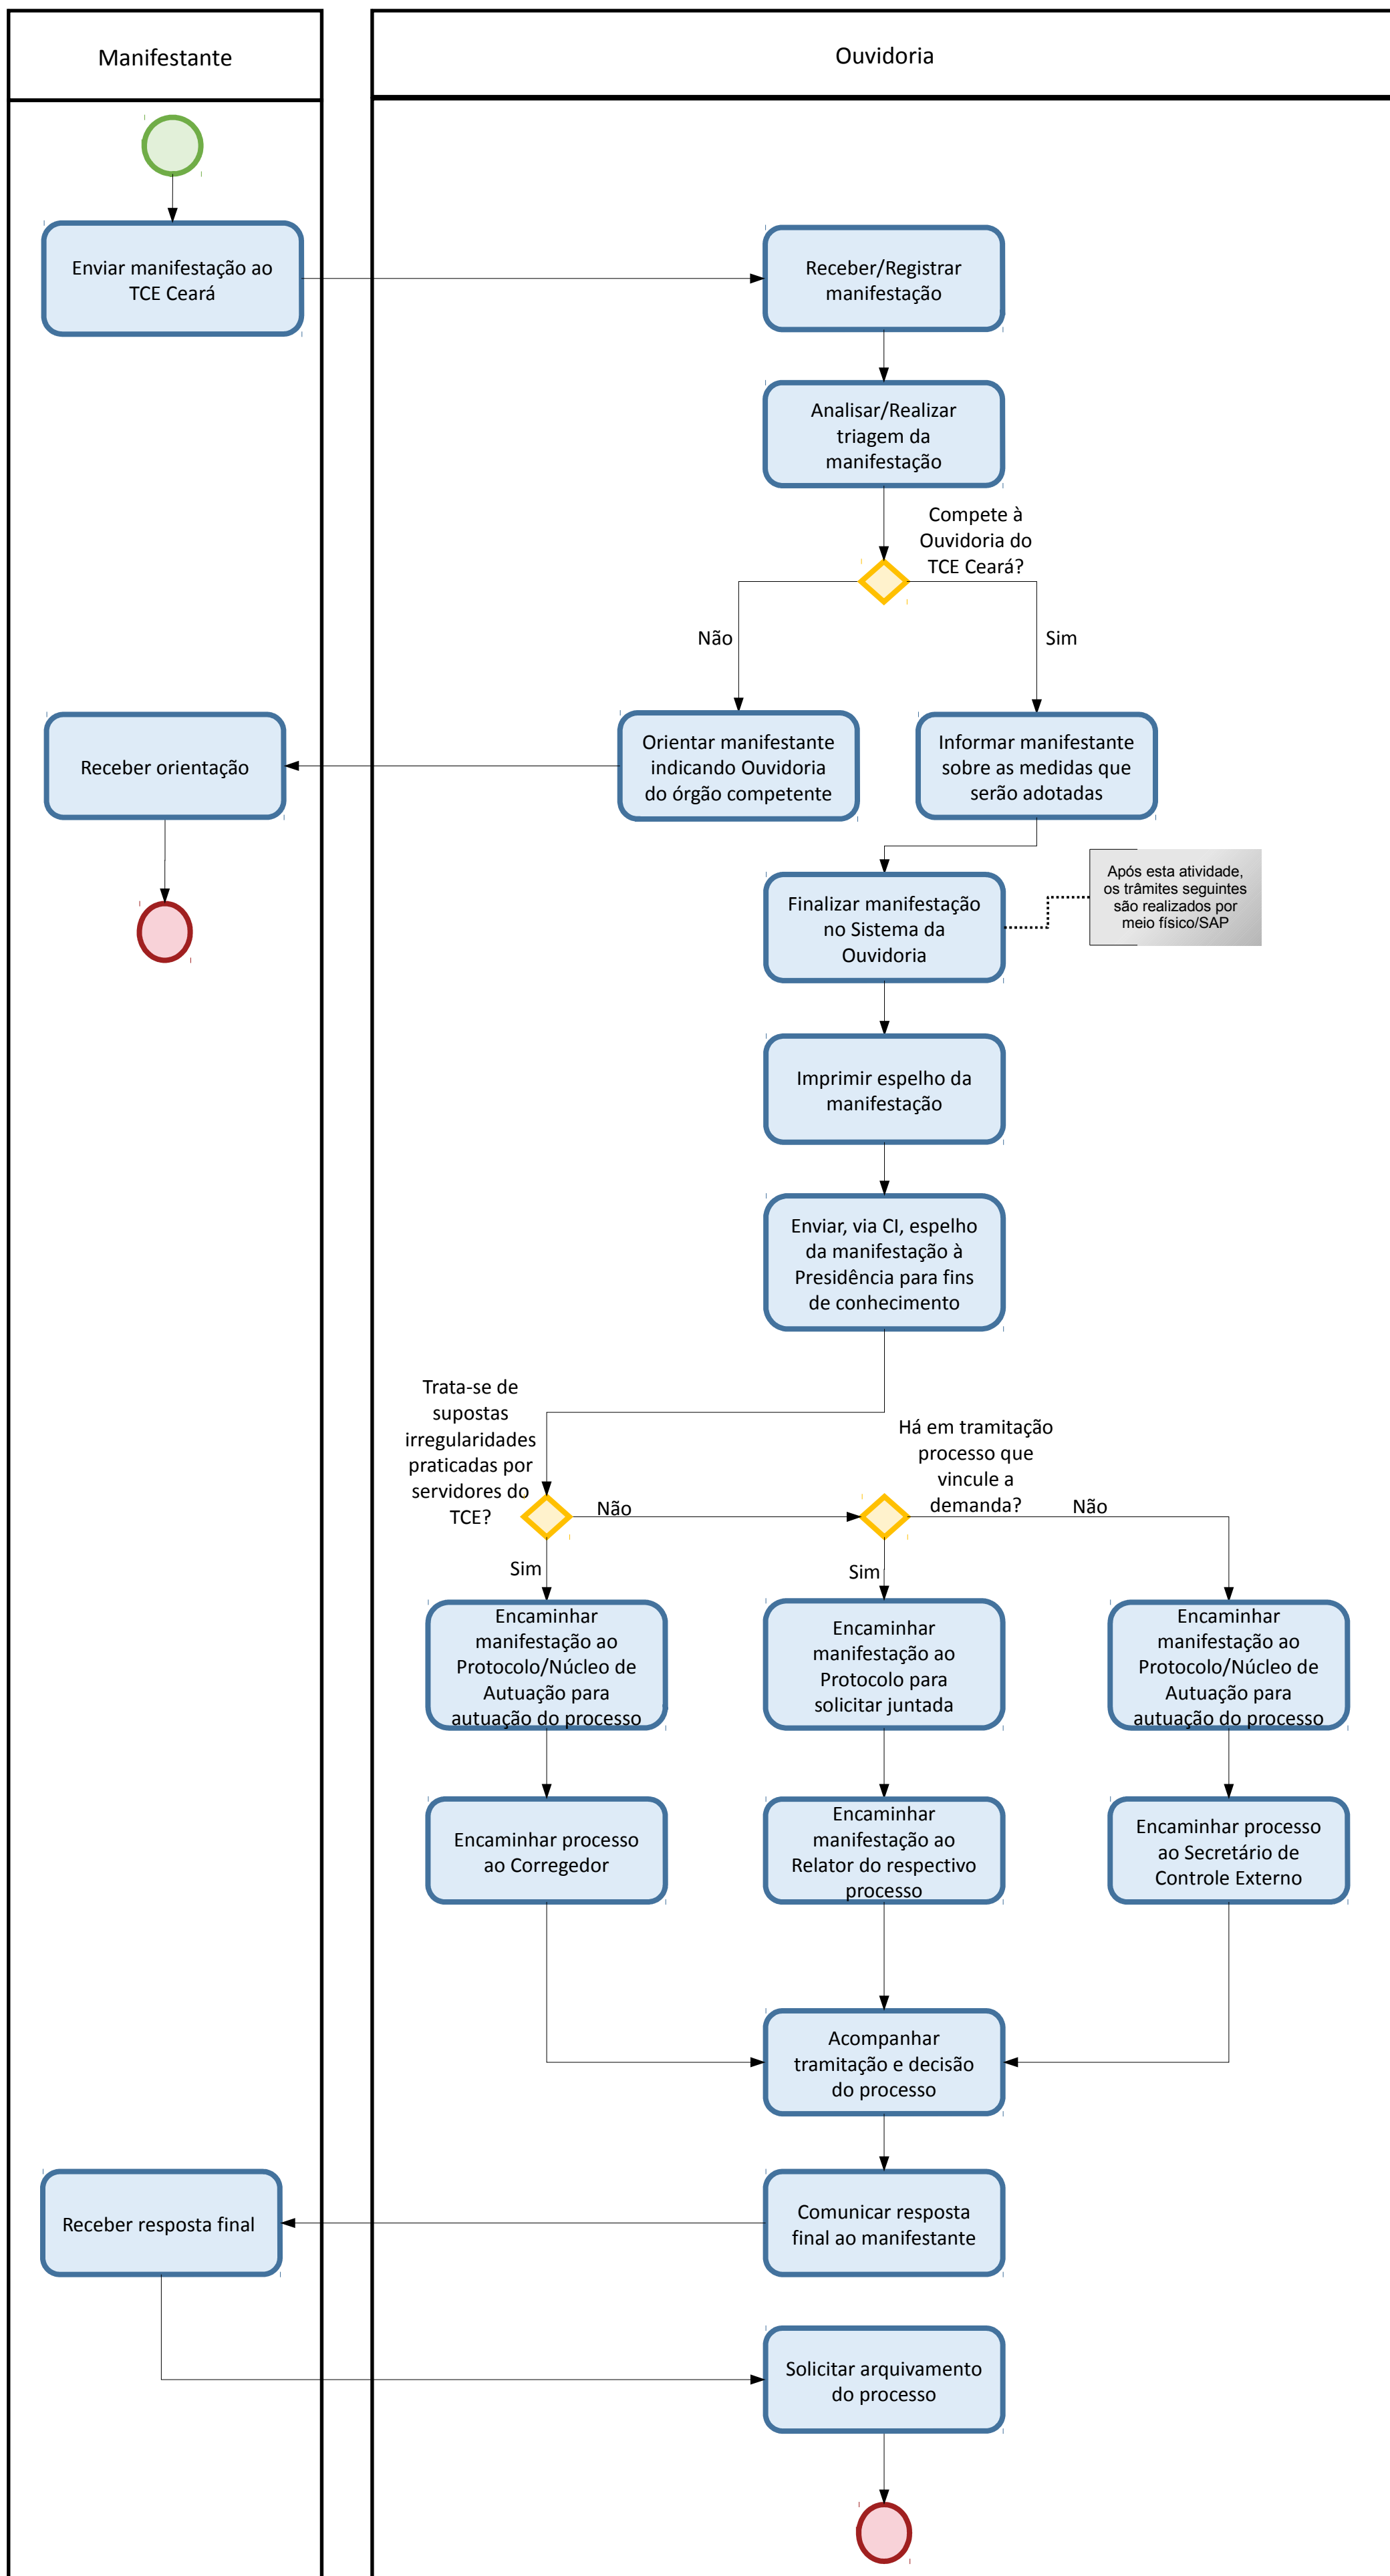 Manifestante
Ouvidoria
Enviar manifestação ao
TCE Ceará
Receber/Registrar
manifestação
Analisar/Realizar
triagem da
manifestação
Compete à
Ouvidoria do
TCE Ceará?
Não
Sim
Receber orientação
Orientar manifestante
indicando Ouvidoria
do órgão competente
Informar manifestante
sobre as medidas que
serão adotadas
Finalizar manifestação
no Sistema da
Ouvidoria
Após esta atividade,
os trâmites seguintes
são realizados por
meio físico/SAP
Imprimir espelho da
manifestação
Enviar, via CI, espelho
da manifestação à
Presidência para fins
de conhecimento
Trata-se de
supostas
irregularidades
praticadas por
servidores do
TCE?
Não
Há em tramitação
processo que
vincule a
demanda?
Não
Sim
Sim
Encaminhar
manifestação ao
Protocolo/Núcleo de
Autuação para
autuação do processo
Encaminhar
manifestação ao
Protocolo para
solicitar juntada
Encaminhar
manifestação ao
Protocolo/Núcleo de
Autuação para
autuação do processo
Encaminhar processo
ao Corregedor
Encaminhar
manifestação ao
Relator do respectivo
processo
Encaminhar processo
ao Secretário de
Controle Externo
Acompanhar
tramitação e decisão
do processo
Receber resposta final
Comunicar resposta
final ao manifestante
Solicitar arquivamento
do processo